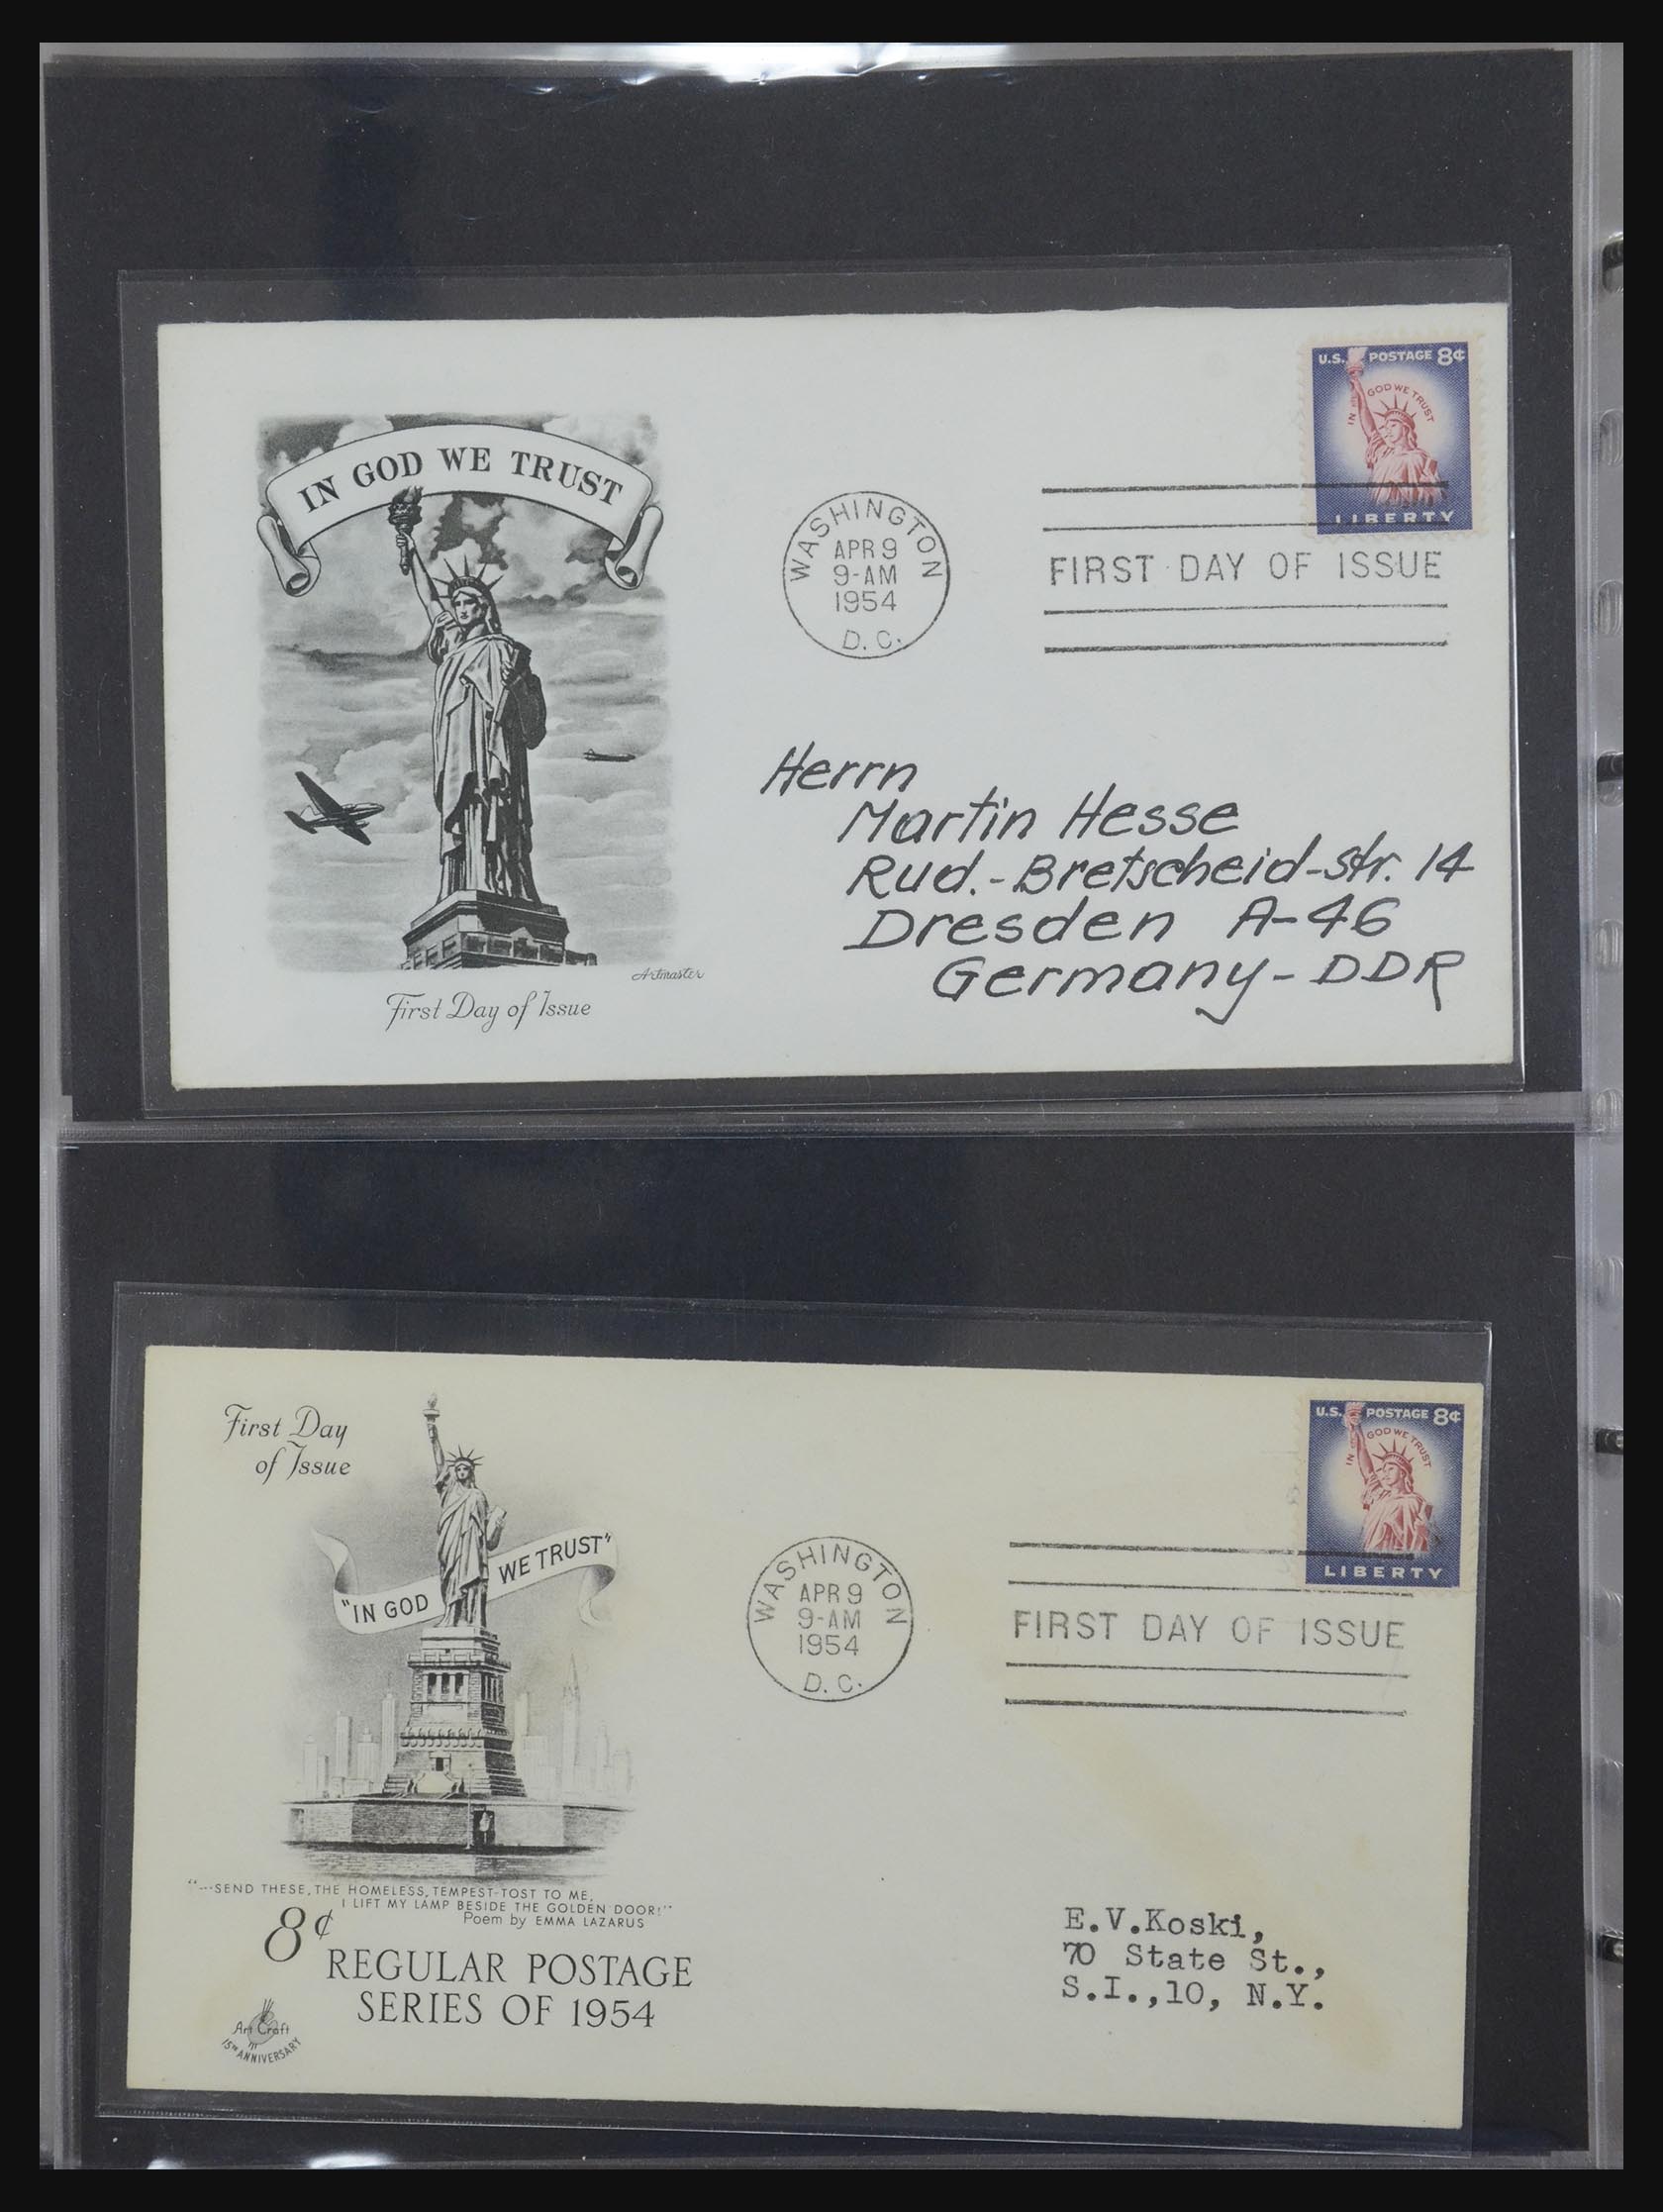 U.S. POSTAGE 8¢
IN GOD WE TRUST
LIBERTY
IN GOD WE TRUST
WASHINGTON
APR 9
9-AM
1954
D.C.
FIRST DAY OF ISSUE
Herrn
Martin Hesse
Rud.-Bretscheid-str. 14
Dresden A-46
Germany-DDR
Artmaster
First Day of Issue
First Day
of Issue
U.S. POSTAGE 8¢
IN GOD WE TRUST
LIBERTY
"IN GOD WE TRUST"
WASHINGTON
APR 9
9-AM
1954
D.C.
FIRST DAY OF ISSUE
"---SEND THESE, THE HOMELESS, TEMPEST-TOST TO ME,
I LIFT MY LAMP BESIDE THE GOLDEN DOOR!"
Poem by EMMA LAZARUS
8¢
REGULAR POSTAGE
SERIES OF 1954
Art Craft
15TH ANNIVERSARY
E.V.Koski,
70 State St.,
S.I.,10, N.Y.